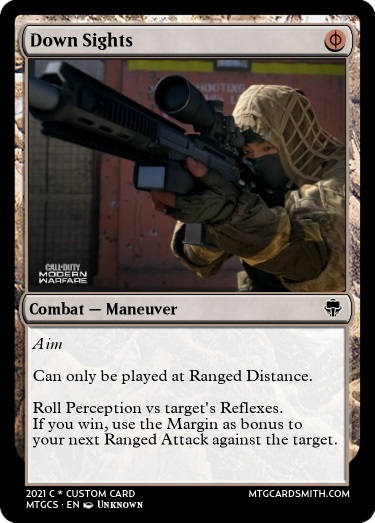 Down Sights
SHOOTING
CALL OF DUTY
MODERN
WARFARE
Combat — Maneuver
Aim
Can only be played at Ranged Distance.
Roll Perception vs target's Reflexes.
If you win, use the Margin as bonus to
your next Ranged Attack against the target.
2021 C * CUSTOM CARD
MTGCS • EN Unknown
MTGCARDSMITH.COM